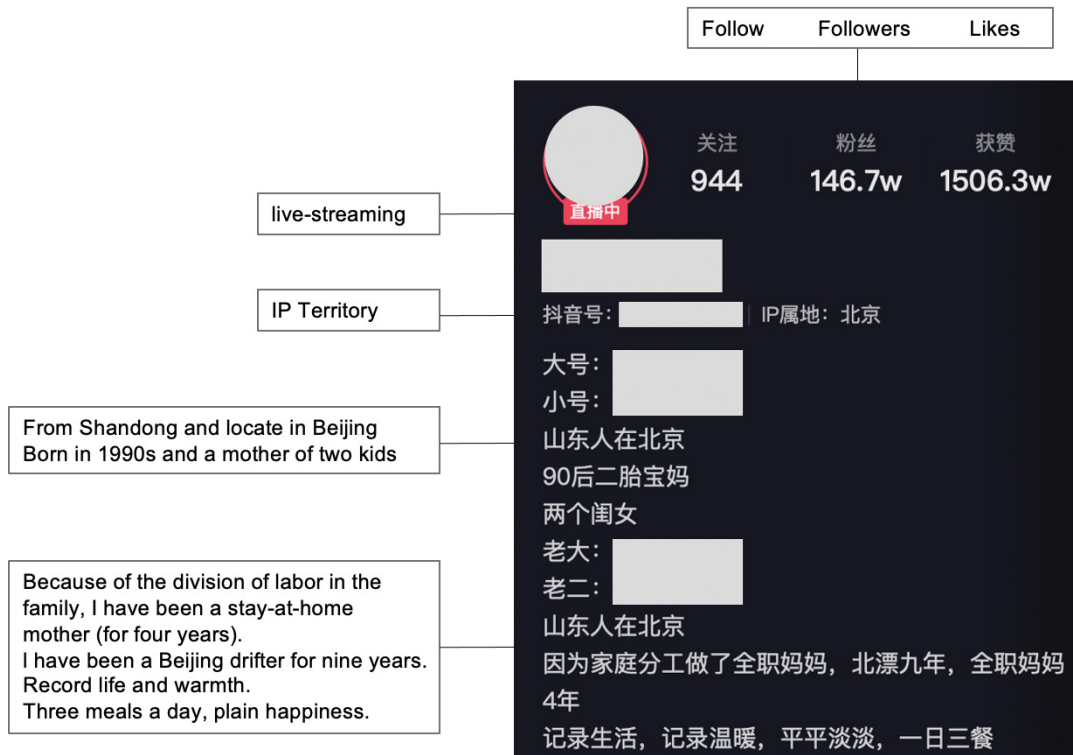 Follow Followers Likes
关注 粉丝 获赞
944 146.7w 1506.3w
live-streaming
直播中
IP Territory
抖音号： IP属地：北京
大号：
小号：
From Shandong and locate in Beijing
Born in 1990s and a mother of two kids
山东人在北京
90后二胎宝妈
两个闺女
老大：
老二：
Because of the division of labor in the
family, I have been a stay-at-home
mother (for four years).
I have been a Beijing drifter for nine years.
Record life and warmth.
Three meals a day, plain happiness.
山东人在北京
因为家庭分工做了全职妈妈，北漂九年，全职妈妈
4年
记录生活，记录温暖，平平淡淡，一日三餐